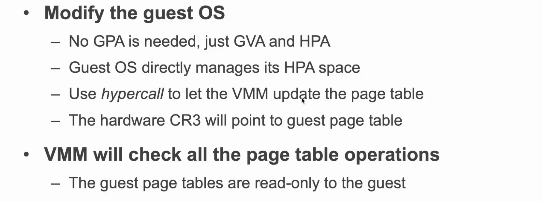 • Modify the guest OS
– No GPA is needed, just GVA and HPA
– Guest OS directly manages its HPA space
– Use hypercall to let the VMM update the page table
– The hardware CR3 will point to guest page table
• VMM will check all the page table operations
– The guest page tables are read-only to the guest